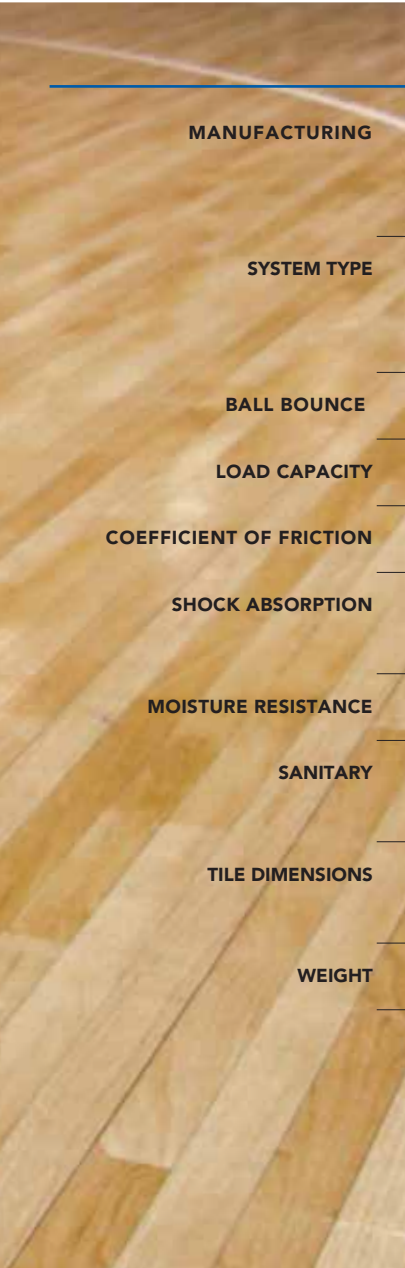 MANUFACTURING
SYSTEM TYPE
BALL BOUNCE
LOAD CAPACITY
COEFFICIENT OF FRICTION
SHOCK ABSORPTION
MOISTURE RESISTANCE
SANITARY
TILE DIMENSIONS
WEIGHT